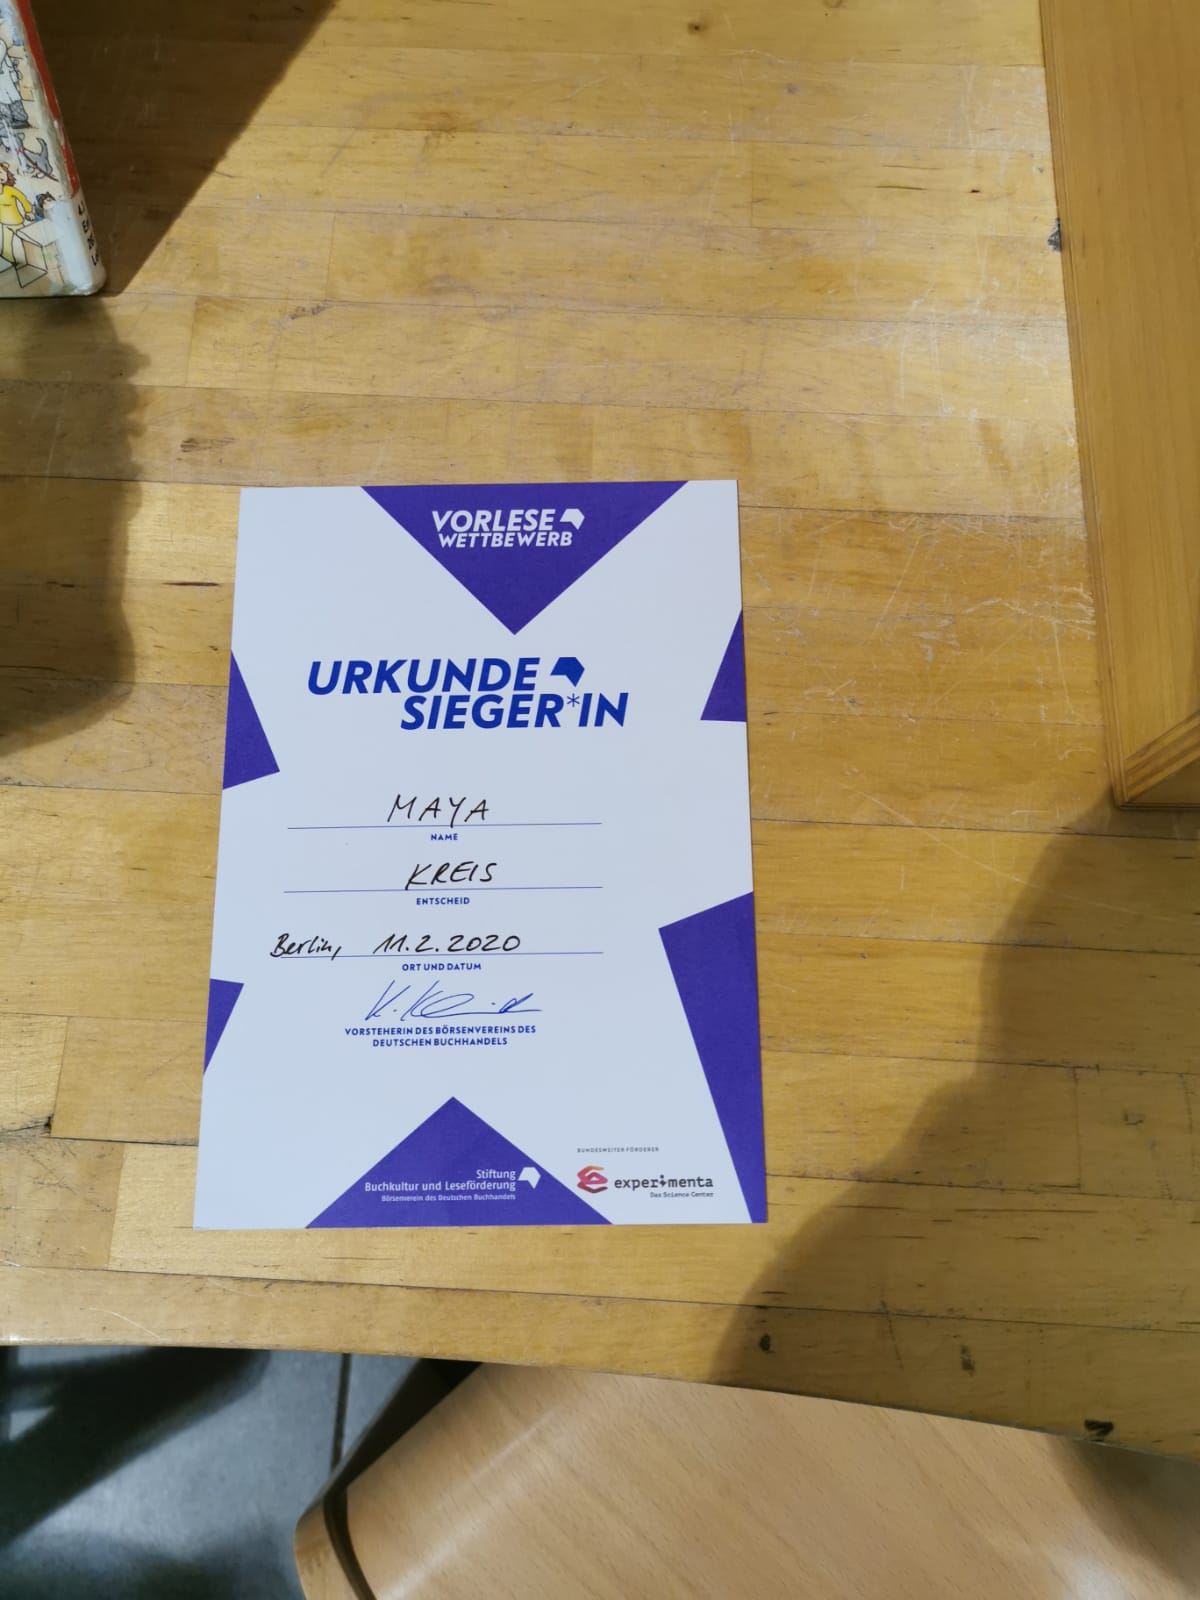 VORLESE
WETTBEWERB
URKUNDE
SIEGER*IN
MAYA
NAME
KREIS
ENTSCHEID
Berlin, 11.2.2020
ORT UND DATUM
VORSTEHERIN DES BÖRSENVEREINS DES
DEUTSCHEN BUCHHANDELS
Stiftung
Buchkultur und Leseförderung
Börsenverein des Deutschen Buchhandels
BUNDESWEITER FÖRDERER
experimenta
Das Science Center